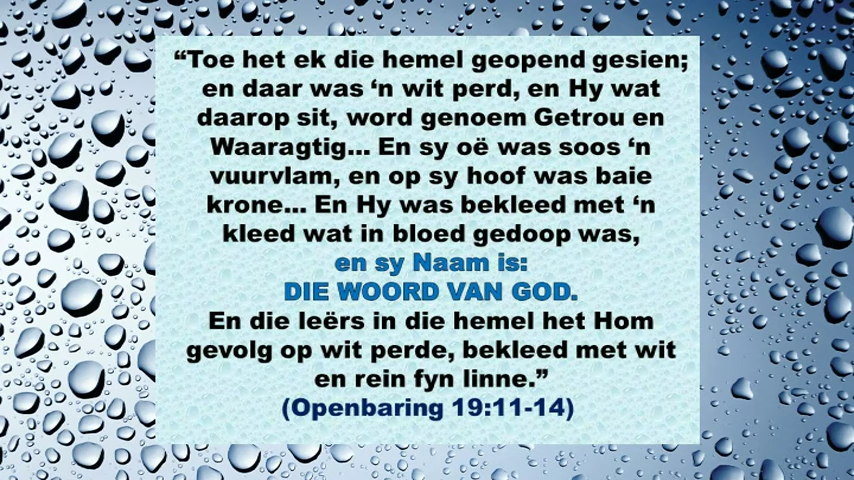 “Toe het ek die hemel geopend gesien;
en daar was ‘n wit perd, en Hy wat
daarop sit, word genoem Getrou en
Waaragtig... En sy oë was soos ‘n
vuurvlam, en op sy hoof was baie
krone... En Hy was bekleed met ‘n
kleed wat in bloed gedoop was,
en sy Naam is:
DIE WOORD VAN GOD.
En die leërs in die hemel het Hom
gevolg op wit perde, bekleed met wit
en rein fyn linne.”
(Openbaring 19:11-14)